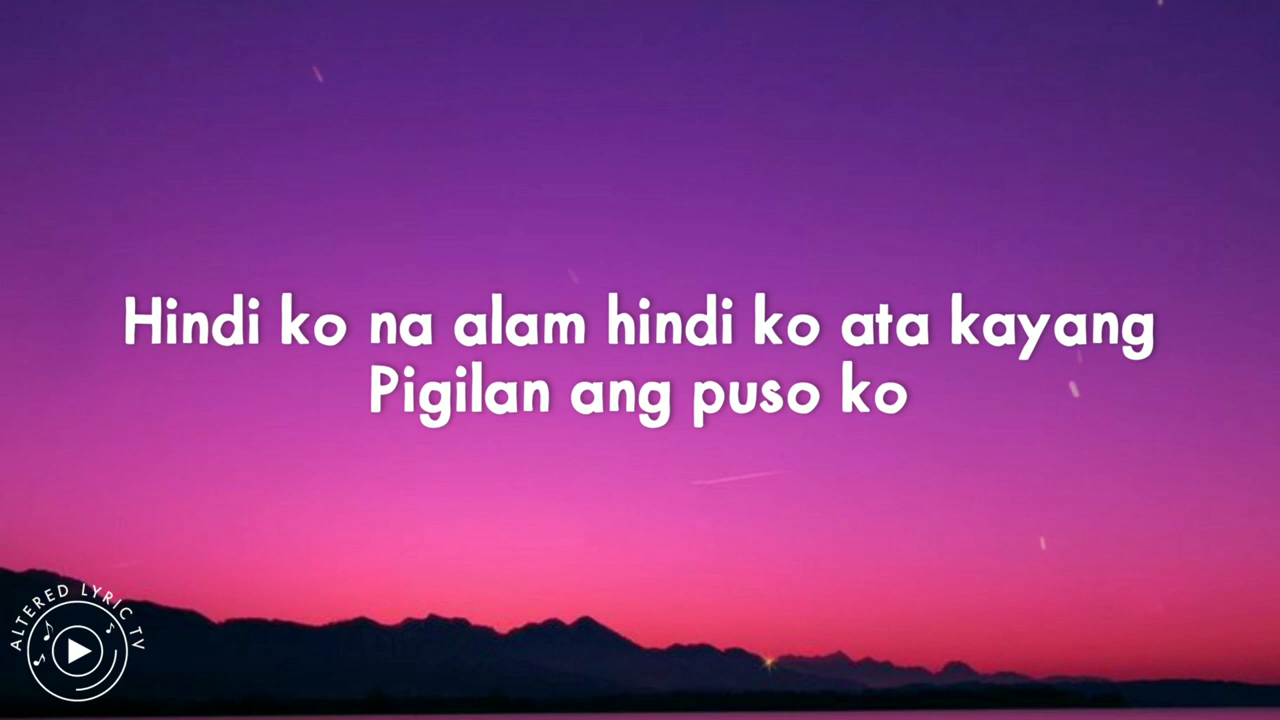 Hindi ko na alam hindi ko ata kayang
Pigilan ang puso ko
ALTERED LYRIC TV